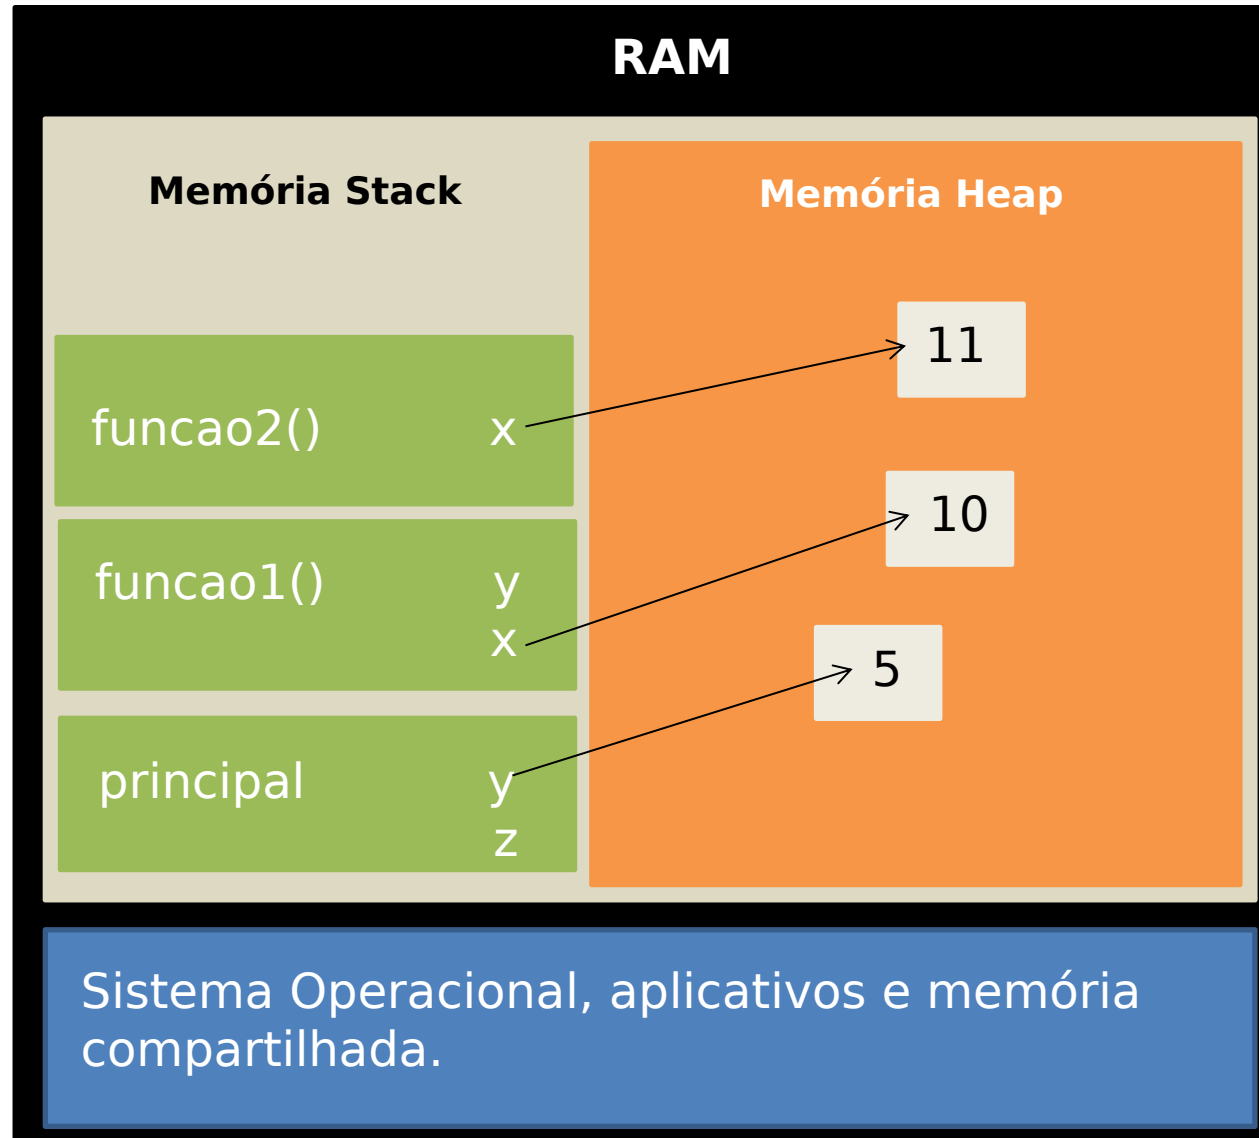 RAM
Memória Stack
Memória Heap
funcao2() x
11
funcao1() y
x
10
principal y
z
5
Sistema Operacional, aplicativos e memória
compartilhada.